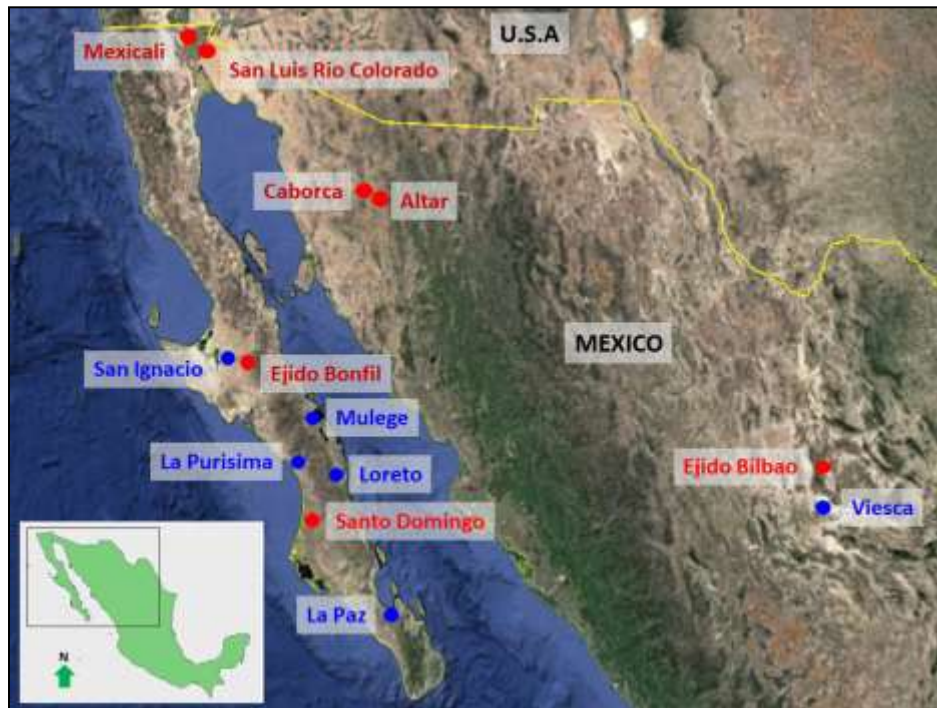 U.S.A
Mexicali
San Luis Rio Colorado
Caborca
Altar
MEXICO
San Ignacio
Ejido Bonfil
Mulege
La Purisima
Loreto
Ejido Bilbao
Viesca
Santo Domingo
La Paz
N